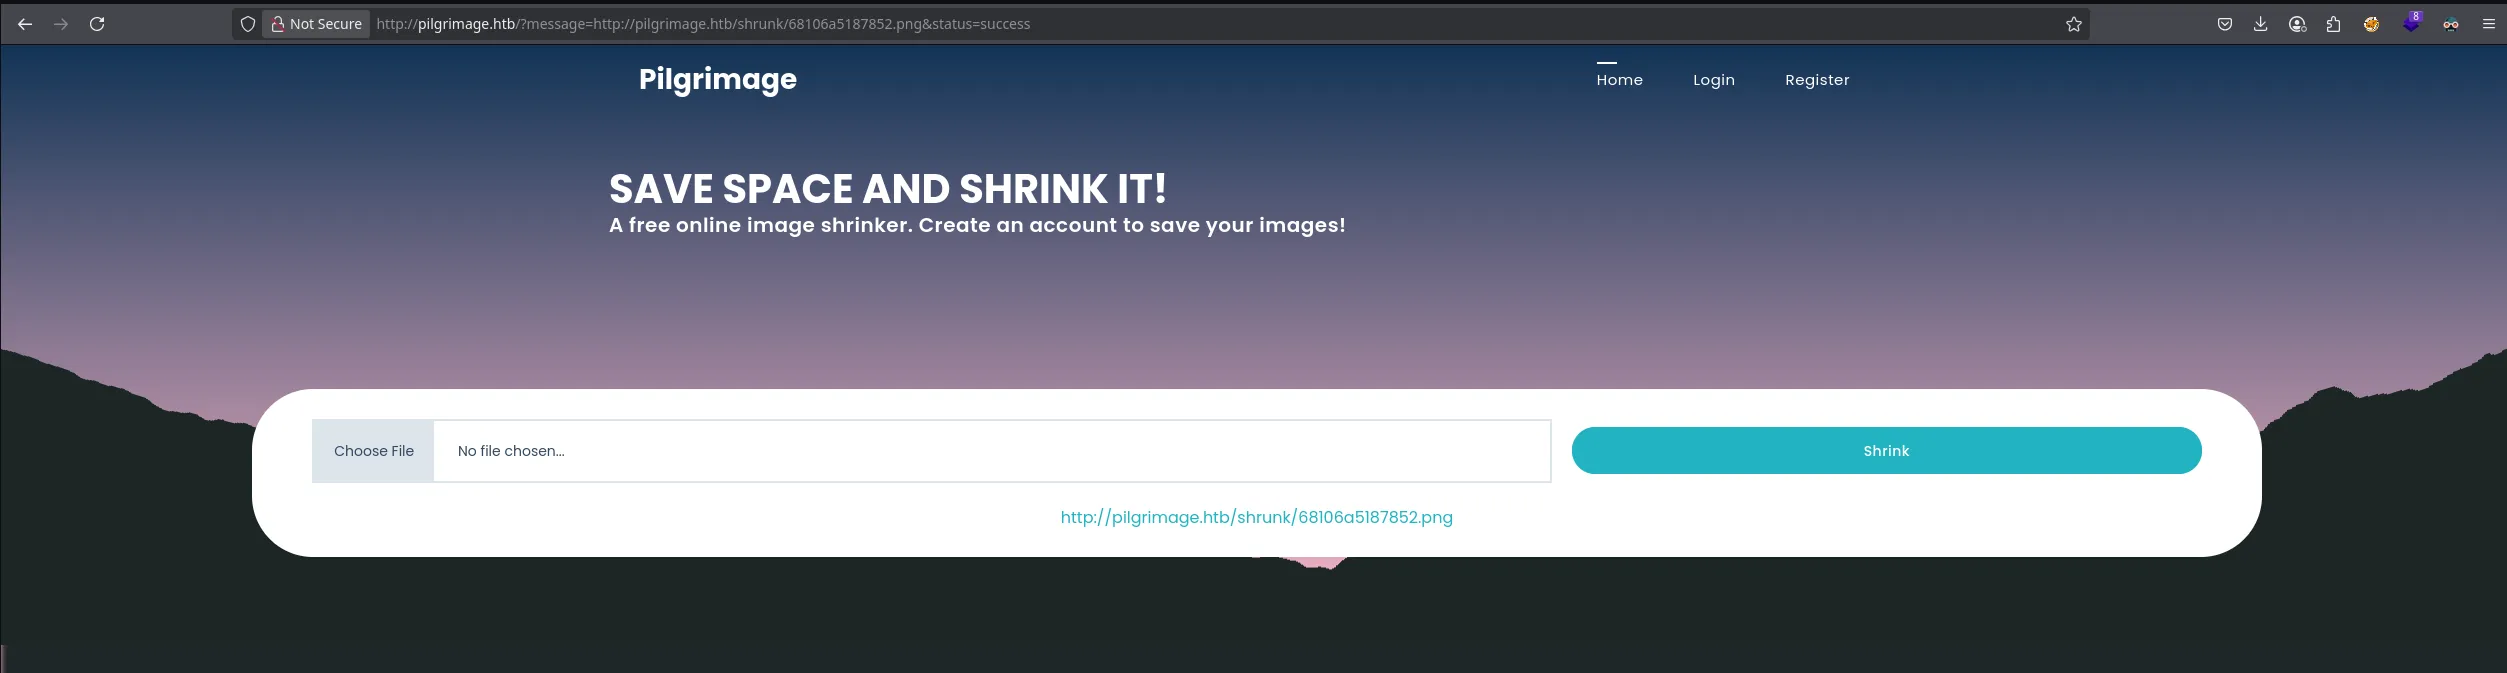 Not Secure http://pilgrimage.htb/?message=http://pilgrimage.htb/shrunk/68106a5187852.png&status=success 8
Pilgrimage Home Login Register
SAVE SPACE AND SHRINK IT!
A free online image shrinker. Create an account to save your images!
Choose File No file chosen... Shrink
http://pilgrimage.htb/shrunk/68106a5187852.png